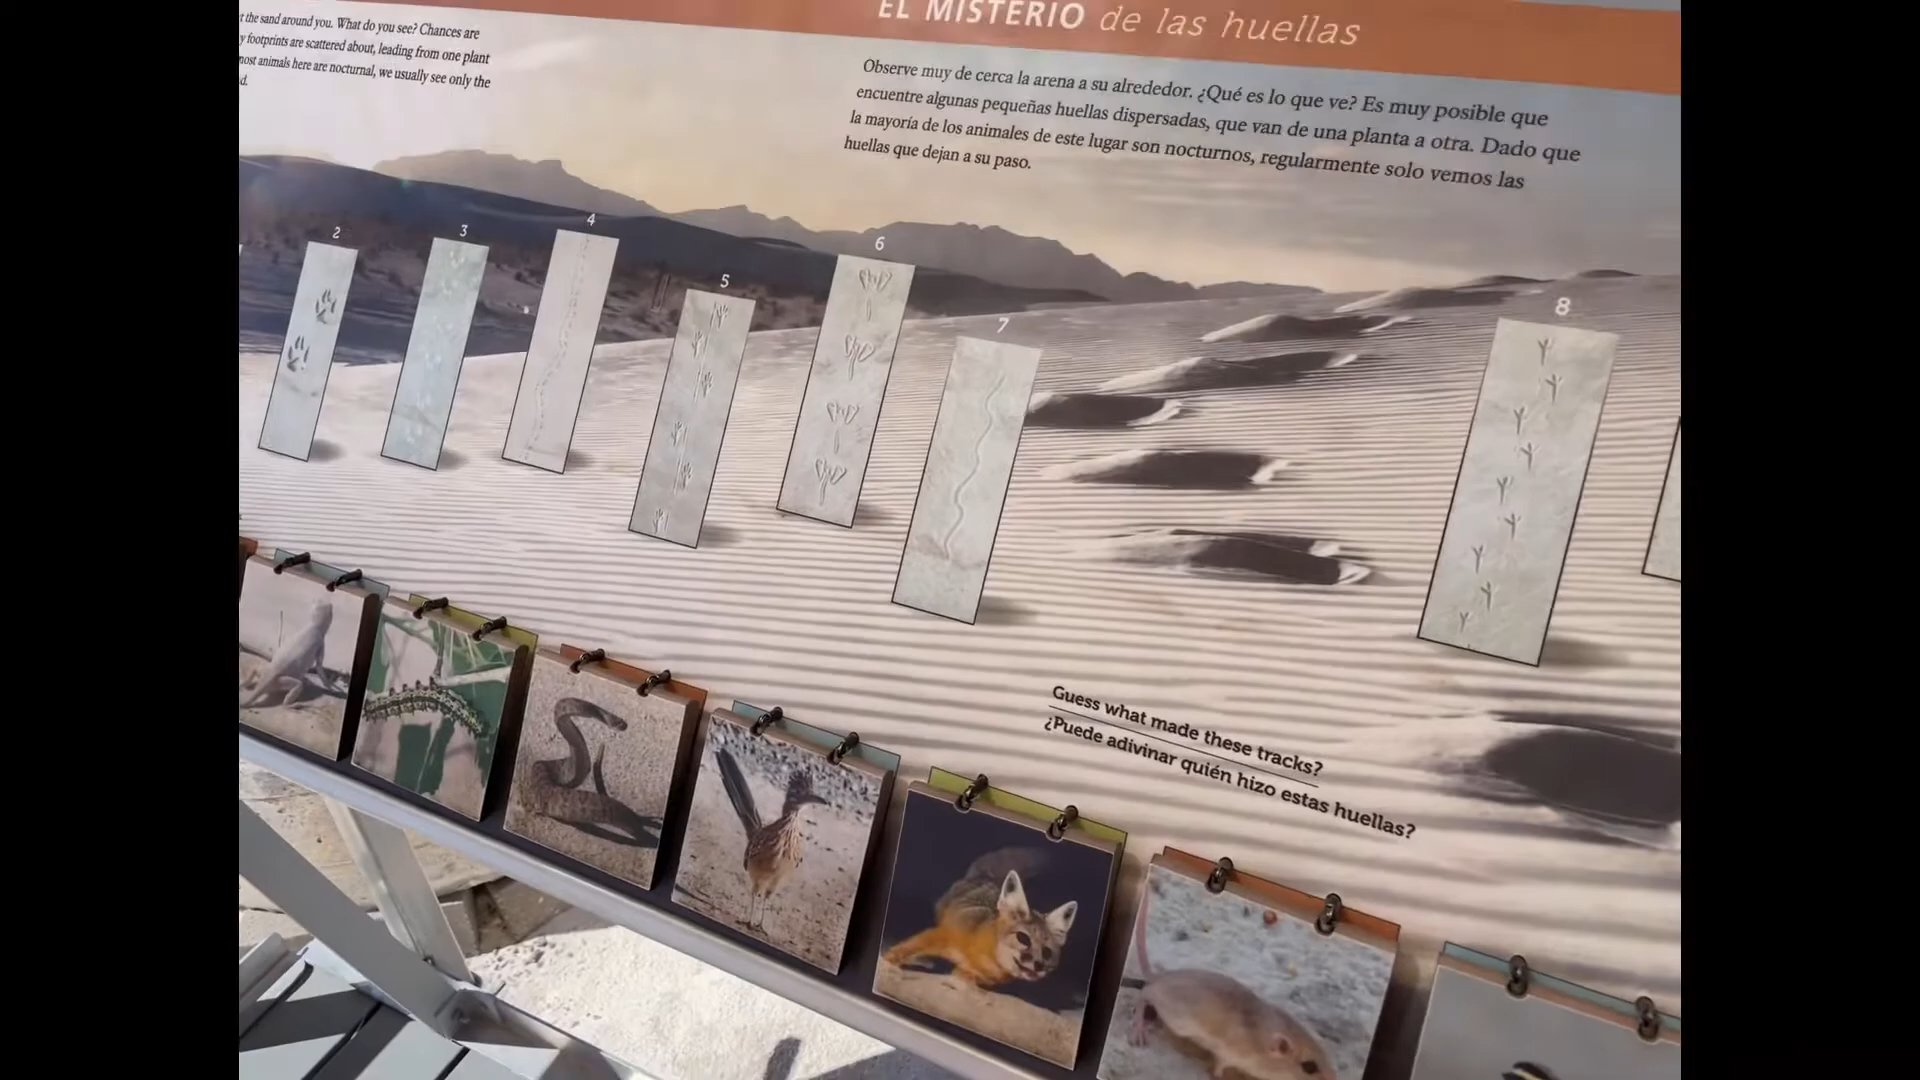 EL MISTERIO de las huellas
t the sand around you. What do you see? Chances are
y footprints are scattered about, leading from one plant
most animals here are nocturnal, we usually see only the
d.
Observe muy de cerca la arena a su alrededor. ¿Qué es lo que ve? Es muy posible que
encuentre algunas pequeñas huellas dispersadas, que van de una planta a otra. Dado que
la mayoría de los animales de este lugar son nocturnos, regularmente solo vemos las
huellas que dejan a su paso.
2
3
4
5
6
7
8
Guess what made these tracks?
¿Puede adivinar quién hizo estas huellas?